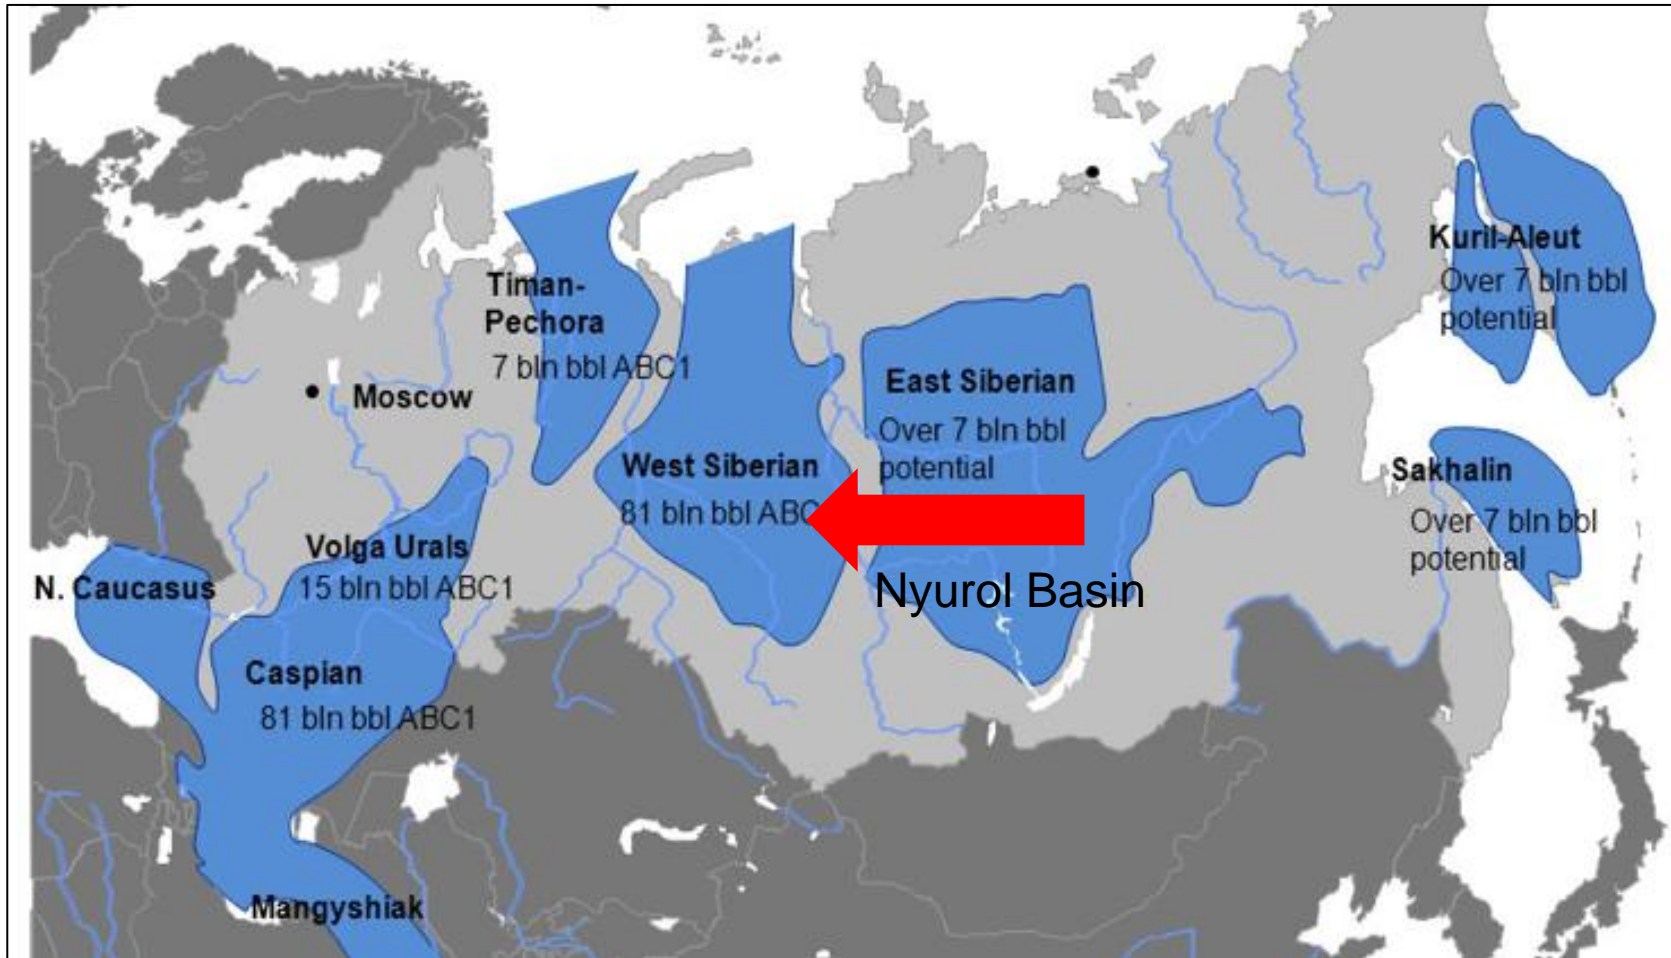 Timan-
Pechora
7 bln bbl ABC1
Moscow
West Siberian
81 bln bbl ABC
East Siberian
Over 7 bln bbl
potential
Kuril-Aleut
Over 7 bln bbl
potential
Sakhalin
Over 7 bln bbl
potential
Nyurol Basin
Volga Urals
15 bln bbl ABC1
N. Caucasus
Caspian
81 bln bbl ABC1
Mangyshiak